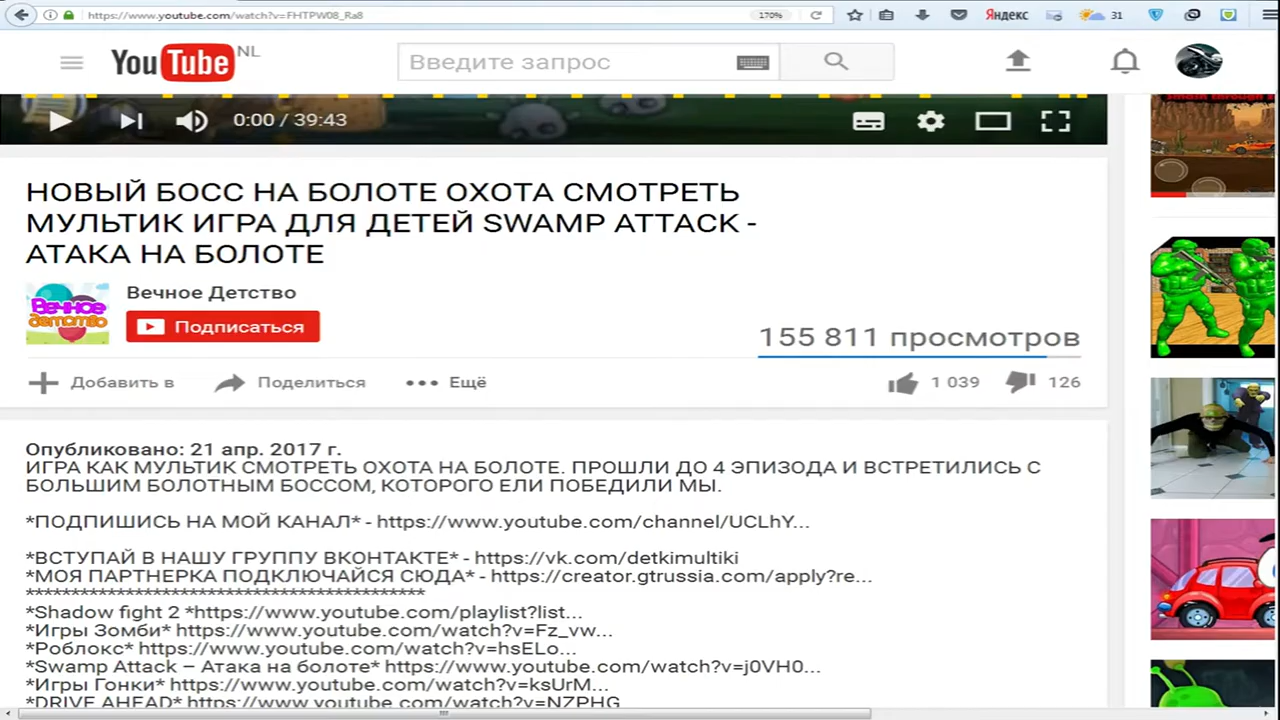 https://www.youtube.com/watch?v=FHTPW08_Ra8
170%
Яндекс
31
YouTube NL
Введите запрос
0:00 / 39:43
НОВЫЙ БОСС НА БОЛОТЕ ОХОТА СМОТРЕТЬ
МУЛЬТИК ИГРА ДЛЯ ДЕТЕЙ SWAMP ATTACK -
АТАКА НА БОЛОТЕ
Вечное Детство
Вечное
детство
Подписаться
155 811 просмотров
Добавить в
Поделиться
Ещё
1 039
126
Опубликовано: 21 апр. 2017 г.
ИГРА КАК МУЛЬТИК СМОТРЕТЬ ОХОТА НА БОЛОТЕ. ПРОШЛИ ДО 4 ЭПИЗОДА И ВСТРЕТИЛИСЬ С
БОЛЬШИМ БОЛОТНЫМ БОССОМ, КОТОРОГО ЕЛИ ПОБЕДИЛИ МЫ.
*ПОДПИШИСЬ НА МОЙ КАНАЛ* - https://www.youtube.com/channel/UCLhY...
*ВСТУПАЙ В НАШУ ГРУППУ ВКОНТАКТЕ* - https://vk.com/detkimultiki
*МОЯ ПАРТНЕРКА ПОДКЛЮЧАЙСЯ СЮДА* - https://creator.gtrussia.com/apply?re...
******************************************
*Shadow fight 2 *https://www.youtube.com/playlist?list...
*Игры Зомби* https://www.youtube.com/watch?v=Fz_vw...
*Роблокс* https://www.youtube.com/watch?v=hsELo...
*Swamp Attack – Атака на болоте* https://www.youtube.com/watch?v=j0VH0...
*Игры Гонки* https://www.youtube.com/watch?v=ksUrM...
*DRIVE AHEAD* https://www.youtube.com/watch?v=NZPHG